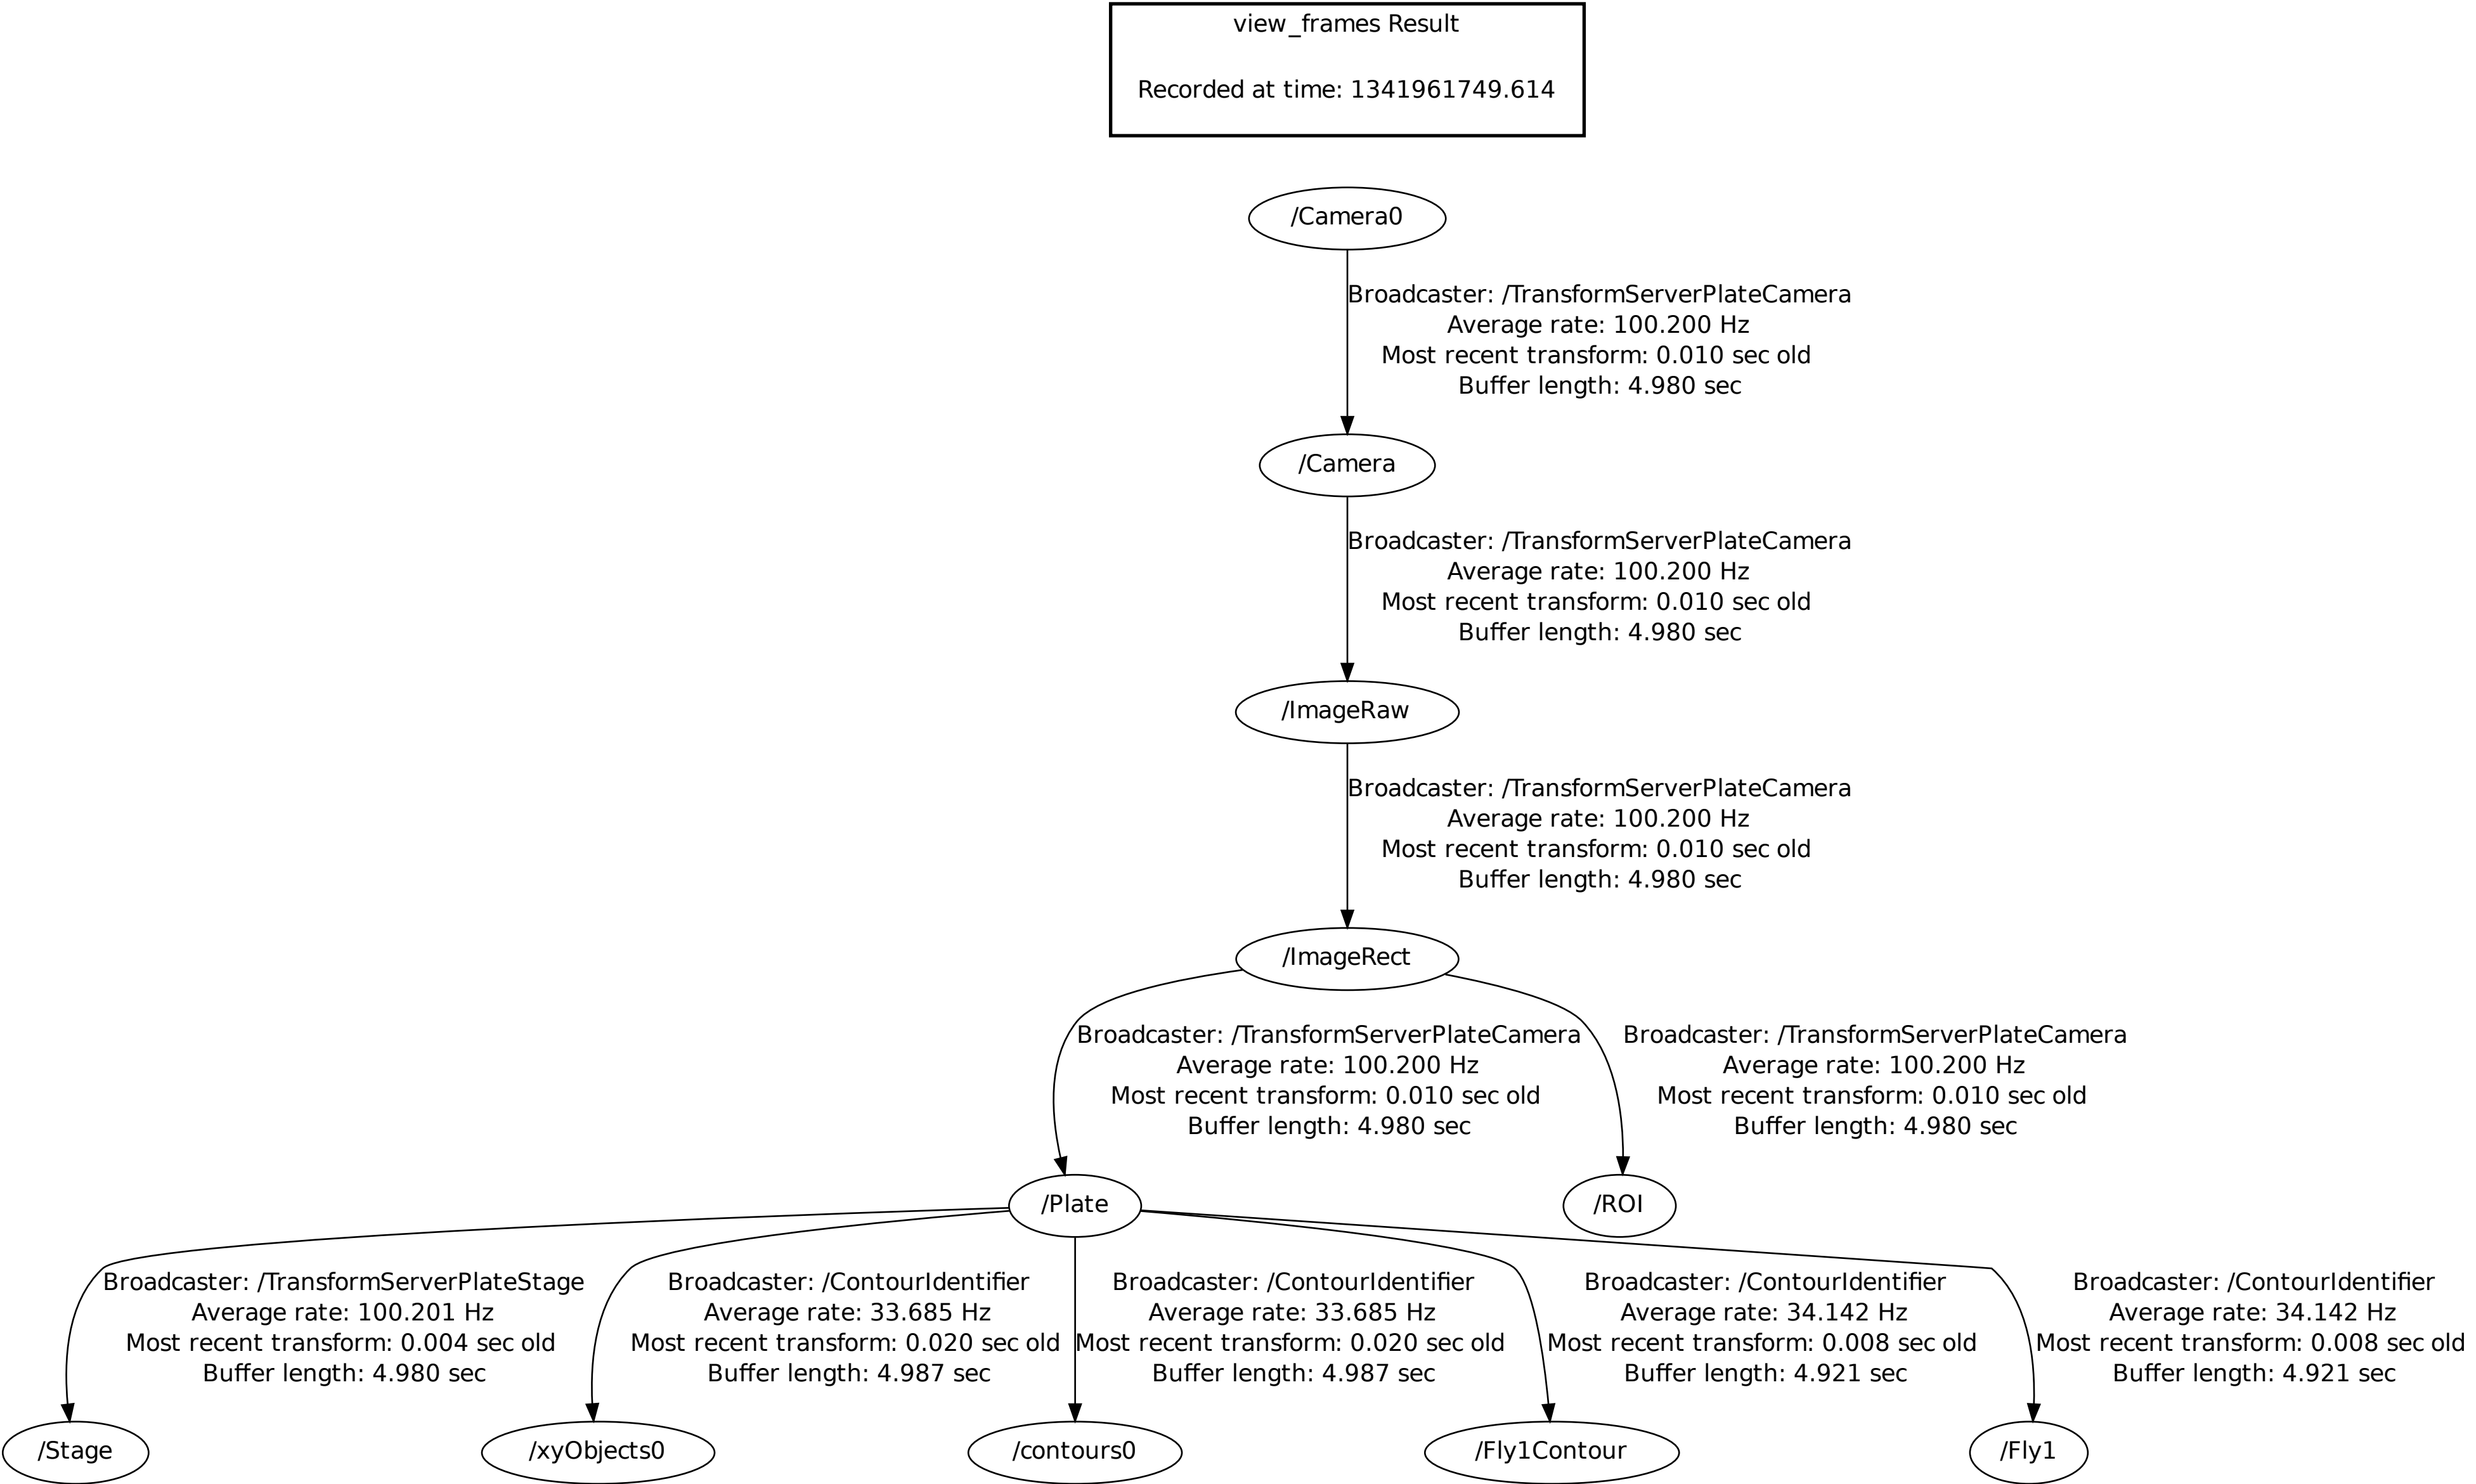 view_frames Result
Recorded at time: 1341961749.614
/Camera0
Broadcaster: /TransformServerPlateCamera
Average rate: 100.200 Hz
Most recent transform: 0.010 sec old
Buffer length: 4.980 sec
/Camera
Broadcaster: /TransformServerPlateCamera
Average rate: 100.200 Hz
Most recent transform: 0.010 sec old
Buffer length: 4.980 sec
/ImageRaw
Broadcaster: /TransformServerPlateCamera
Average rate: 100.200 Hz
Most recent transform: 0.010 sec old
Buffer length: 4.980 sec
/ImageRect
Broadcaster: /TransformServerPlateCamera
Average rate: 100.200 Hz
Most recent transform: 0.010 sec old
Buffer length: 4.980 sec
Broadcaster: /TransformServerPlateCamera
Average rate: 100.200 Hz
Most recent transform: 0.010 sec old
Buffer length: 4.980 sec
/Plate
/ROI
Broadcaster: /TransformServerPlateStage
Average rate: 100.201 Hz
Most recent transform: 0.004 sec old
Buffer length: 4.980 sec
Broadcaster: /ContourIdentifier
Average rate: 33.685 Hz
Most recent transform: 0.020 sec old
Buffer length: 4.987 sec
Broadcaster: /ContourIdentifier
Average rate: 33.685 Hz
Most recent transform: 0.020 sec old
Buffer length: 4.987 sec
Broadcaster: /ContourIdentifier
Average rate: 34.142 Hz
Most recent transform: 0.008 sec old
Buffer length: 4.921 sec
Broadcaster: /ContourIdentifier
Average rate: 34.142 Hz
Most recent transform: 0.008 sec old
Buffer length: 4.921 sec
/Stage
/xyObjects0
/contours0
/Fly1Contour
/Fly1